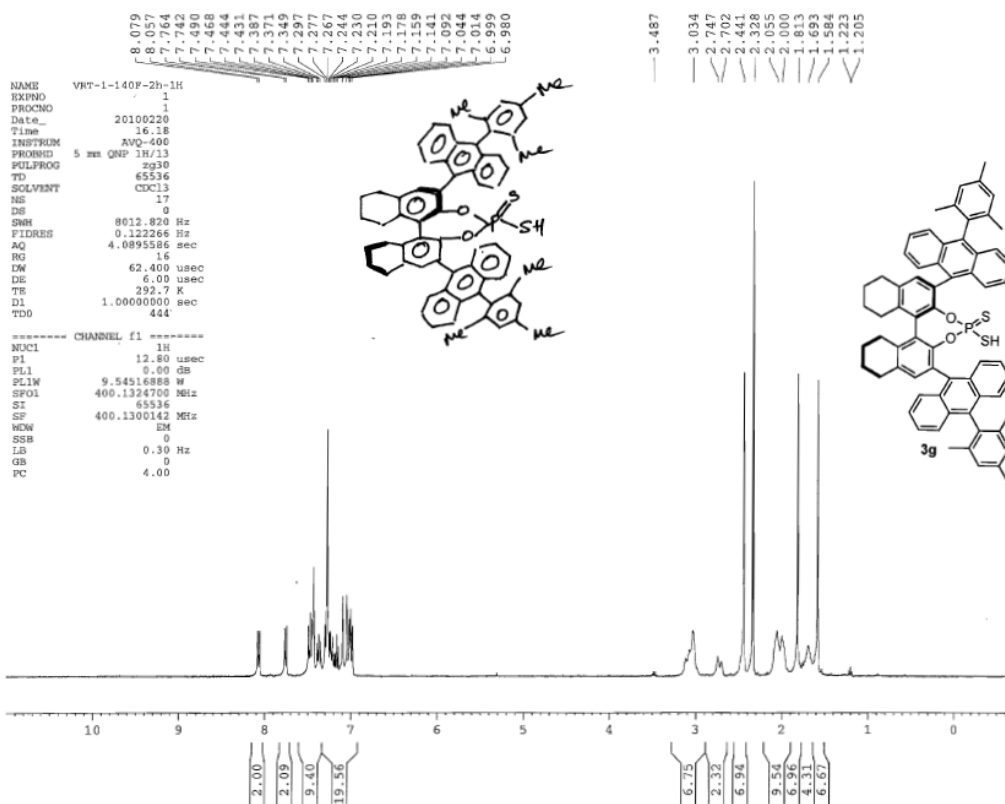 8.079
8.057
7.764
7.742
7.490
7.468
7.444
7.431
7.387
7.371
7.349
7.297
7.277
7.267
7.244
7.230
7.210
7.193
7.178
7.159
7.141
7.092
7.044
7.014
6.999
6.980
3.487
3.034
2.747
2.702
2.441
2.328
2.055
2.000
1.813
1.693
1.584
1.223
1.205
NAME VRT-1-140F-2h-1H
EXPNO 1
PROCNO 1
Date_ 20100220
Time 16.18
INSTRUM AVQ-400
PROBHD 5 mm QNP 1H/13
PULPROG zg30
TD 65536
SOLVENT CDCl3
NS 17
DS 0
SWH 8012.820 Hz
FIDRES 0.122266 Hz
AQ 4.0895586 sec
RG 16
DW 62.400 usec
DE 6.00 usec
TE 292.7 K
D1 1.00000000 sec
TD0 444
======== CHANNEL f1 ========
NUC1 1H
P1 12.80 usec
PL1 0.00 dB
PL1W 9.54516888 W
SFO1 400.1324700 MHz
SI 65536
SF 400.1300142 MHz
WDW EM
SSB 0
LB 0.30 Hz
GB 0
PC 4.00
Me
Me
Me
S
O
P
SH
O
Me
Me
Me
O
P
S
O
SH
3g
10 9 8 7 6 5 4 3 2 1 0
2.00
2.09
9.40
19.56
6.75
2.32
6.94
9.54
6.96
4.31
6.67